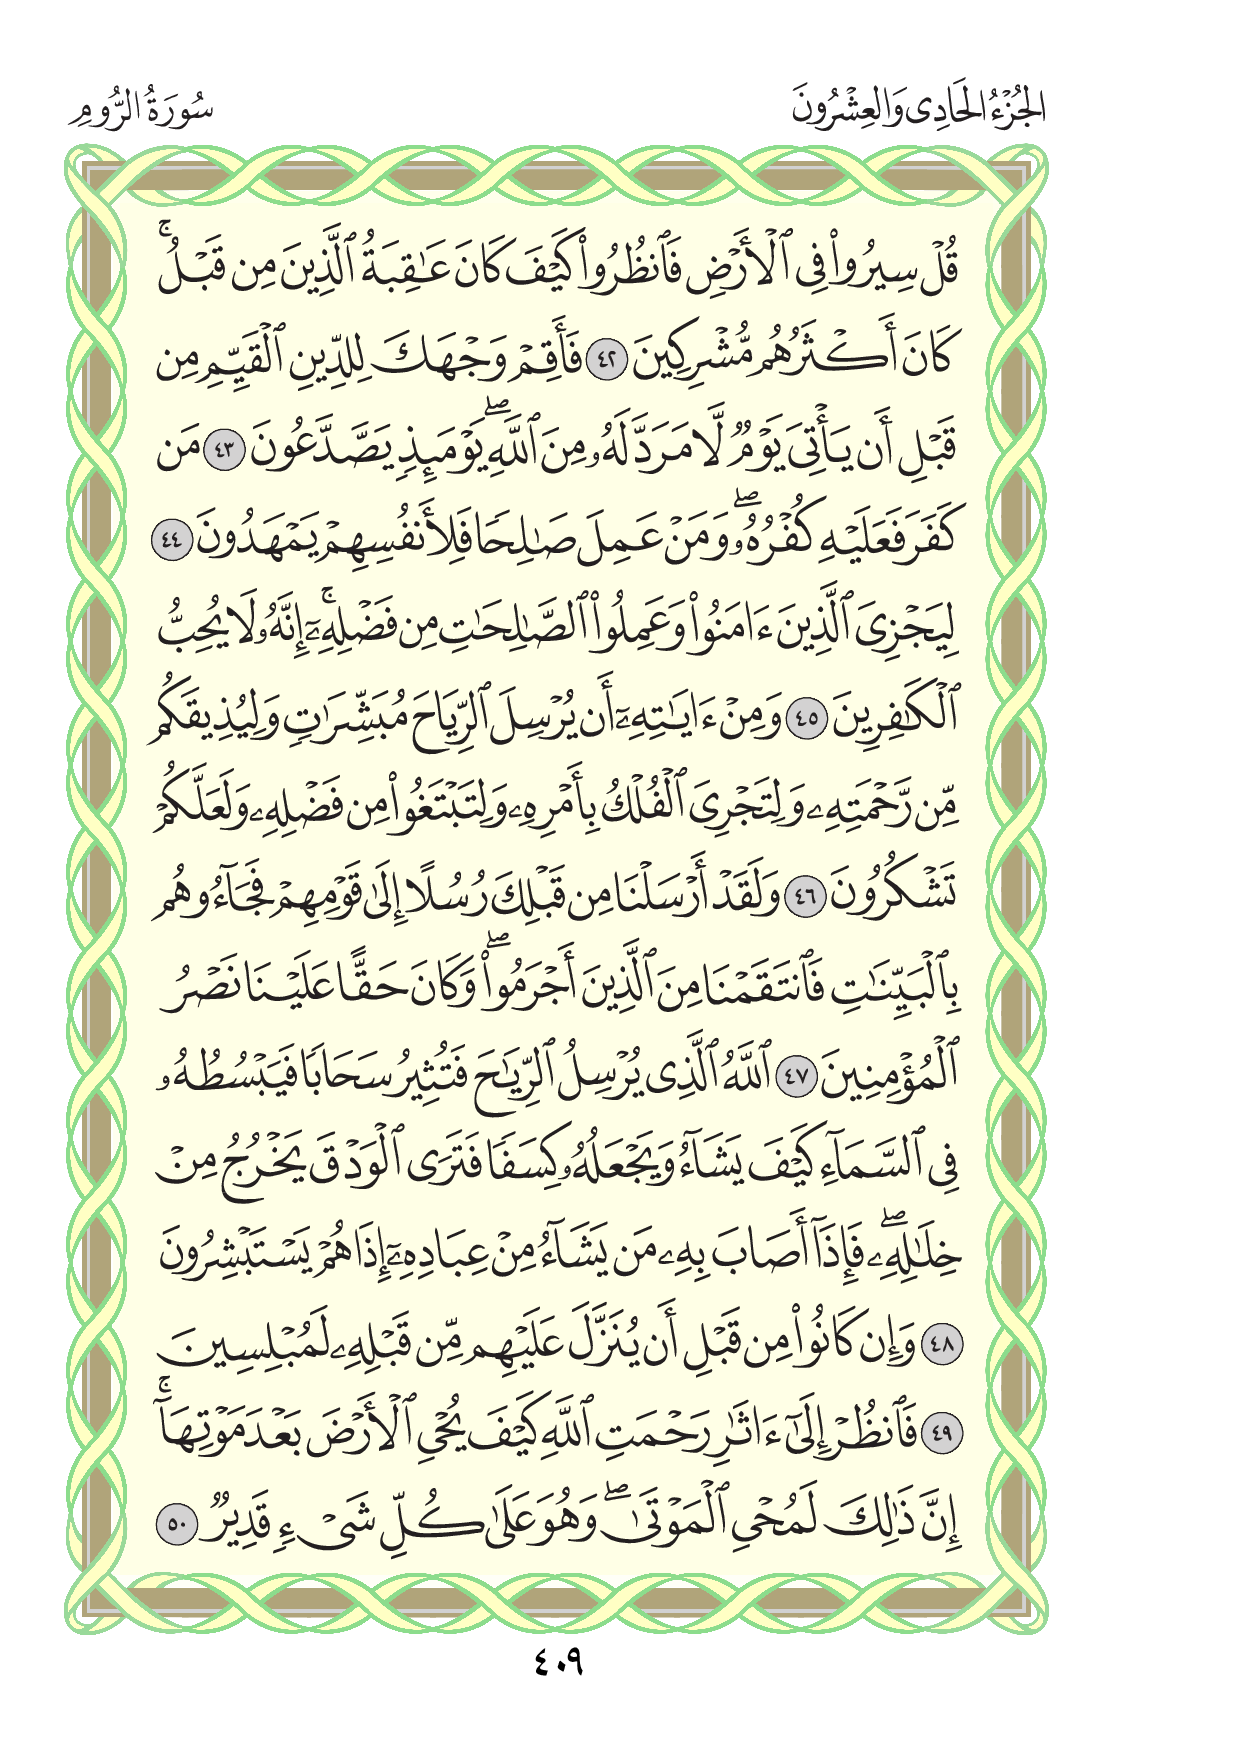 الجُزْءُ الحَادِى وَالعِشْرُونَ
سُورَةُ الرُّومِ
قُلْ سِيرُوا۟ فِى ٱلْأَرْضِ فَٱنظُرُوا۟ كَيْفَ كَانَ عَـٰقِبَةُ ٱلَّذِينَ مِن قَبْلُ ۚ
كَانَ أَكْثَرُهُم مُّشْرِكِينَ ٤٢ فَأَقِمْ وَجْهَكَ لِلدِّينِ ٱلْقَيِّمِ مِن
قَبْلِ أَن يَأْتِىَ يَوْمٌ لَّا مَرَدَّ لَهُۥ مِنَ ٱللَّهِ ۖ يَوْمَئِذٍ يَصَّدَّعُونَ ٤٣ مَن
كَفَرَ فَعَلَيْهِ كُفْرُهُۥ ۖ وَمَنْ عَمِلَ صَـٰلِحًا فَلِأَنفُسِهِمْ يَمْهَدُونَ ٤٤
لِيَجْزِىَ ٱلَّذِينَ ءَامَنُوا۟ وَعَمِلُوا۟ ٱلصَّـٰلِحَـٰتِ مِن فَضْلِهِۦٓ ۚ إِنَّهُۥ لَا يُحِبُّ
ٱلْكَـٰفِرِينَ ٤٥ وَمِنْ ءَايَـٰتِهِۦٓ أَن يُرْسِلَ ٱلرِّيَاحَ مُبَشِّرَٰتٍ وَلِيُذِيقَكُم
مِّن رَّحْمَتِهِۦ وَلِتَجْرِىَ ٱلْفُلْكُ بِأَمْرِهِۦ وَلِتَبْتَغُوا۟ مِن فَضْلِهِۦ وَلَعَلَّكُمْ
تَشْكُرُونَ ٤٦ وَلَقَدْ أَرْسَلْنَا مِن قَبْلِكَ رُسُلًا إِلَىٰ قَوْمِهِمْ فَجَآءُوهُم
بِٱلْبَيِّنَـٰتِ فَٱنتَقَمْنَا مِنَ ٱلَّذِينَ أَجْرَمُوا۟ ۖ وَكَانَ حَقًّا عَلَيْنَا نَصْرُ
ٱلْمُؤْمِنِينَ ٤٧ ٱللَّهُ ٱلَّذِى يُرْسِلُ ٱلرِّيَـٰحَ فَتُثِيرُ سَحَابًا فَيَبْسُطُهُۥ
فِى ٱلسَّمَآءِ كَيْفَ يَشَآءُ وَيَجْعَلُهُۥ كِسَفًا فَتَرَى ٱلْوَدْقَ يَخْرُجُ مِنْ
خِلَـٰلِهِۦ ۖ فَإِذَآ أَصَابَ بِهِۦ مَن يَشَآءُ مِنْ عِبَادِهِۦٓ إِذَا هُمْ يَسْتَبْشِرُونَ
٤٨ وَإِن كَانُوا۟ مِن قَبْلِ أَن يُنَزَّلَ عَلَيْهِم مِّن قَبْلِهِۦ لَمُبْلِسِينَ
٤٩ فَٱنظُرْ إِلَىٰٓ ءَاثَـٰرِ رَحْمَتِ ٱللَّهِ كَيْفَ يُحْىِ ٱلْأَرْضَ بَعْدَ مَوْتِهَآ ۚ
إِنَّ ذَٰلِكَ لَمُحْىِ ٱلْمَوْتَىٰ ۖ وَهُوَ عَلَىٰ كُلِّ شَىْءٍ قَدِيرٌ ٥٠
٤٠٩